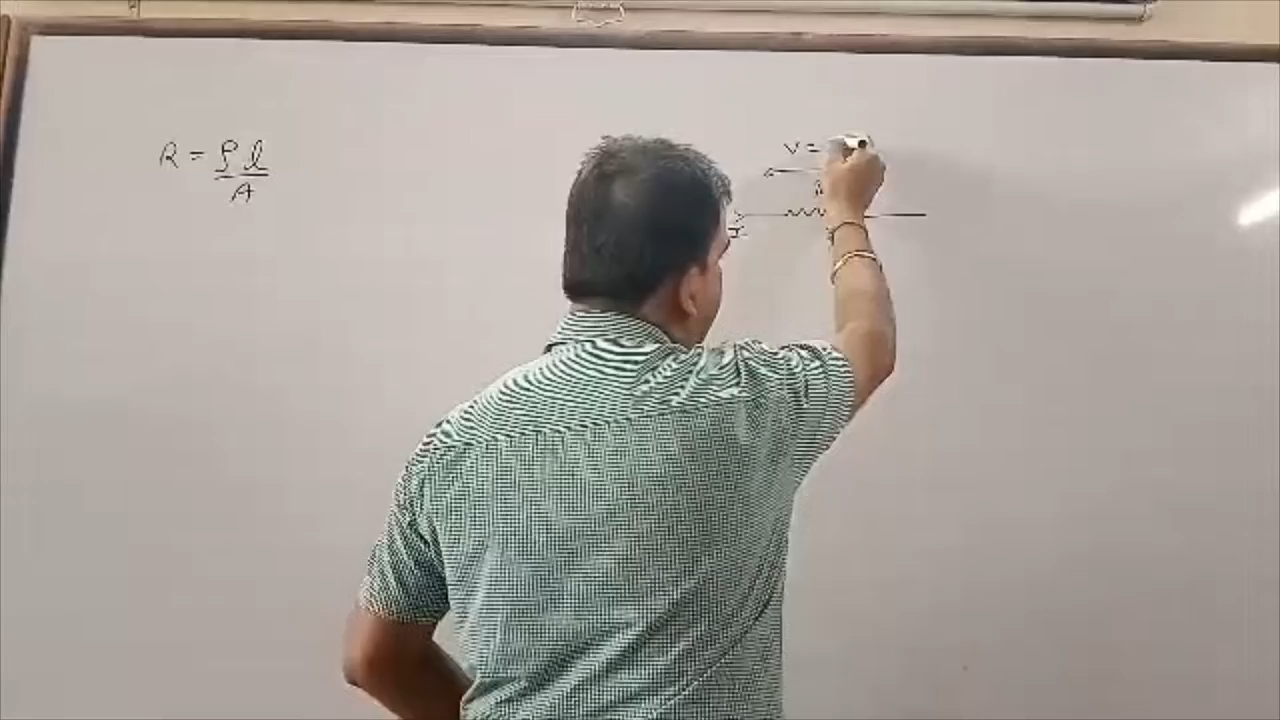 R = ρl
A
V =
I